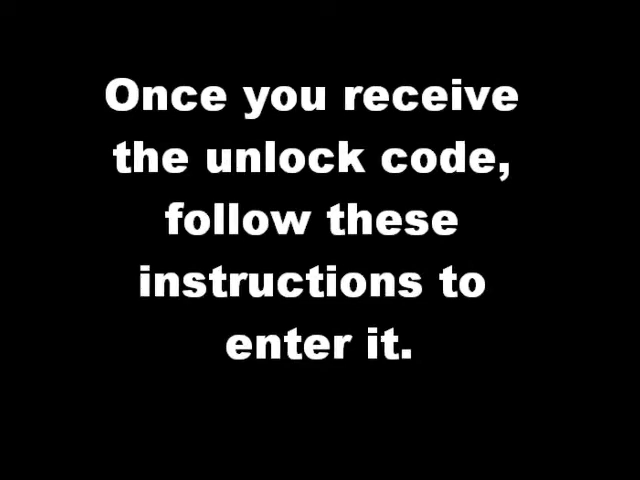 Once you receive
the unlock code,
follow these
instructions to
enter it.